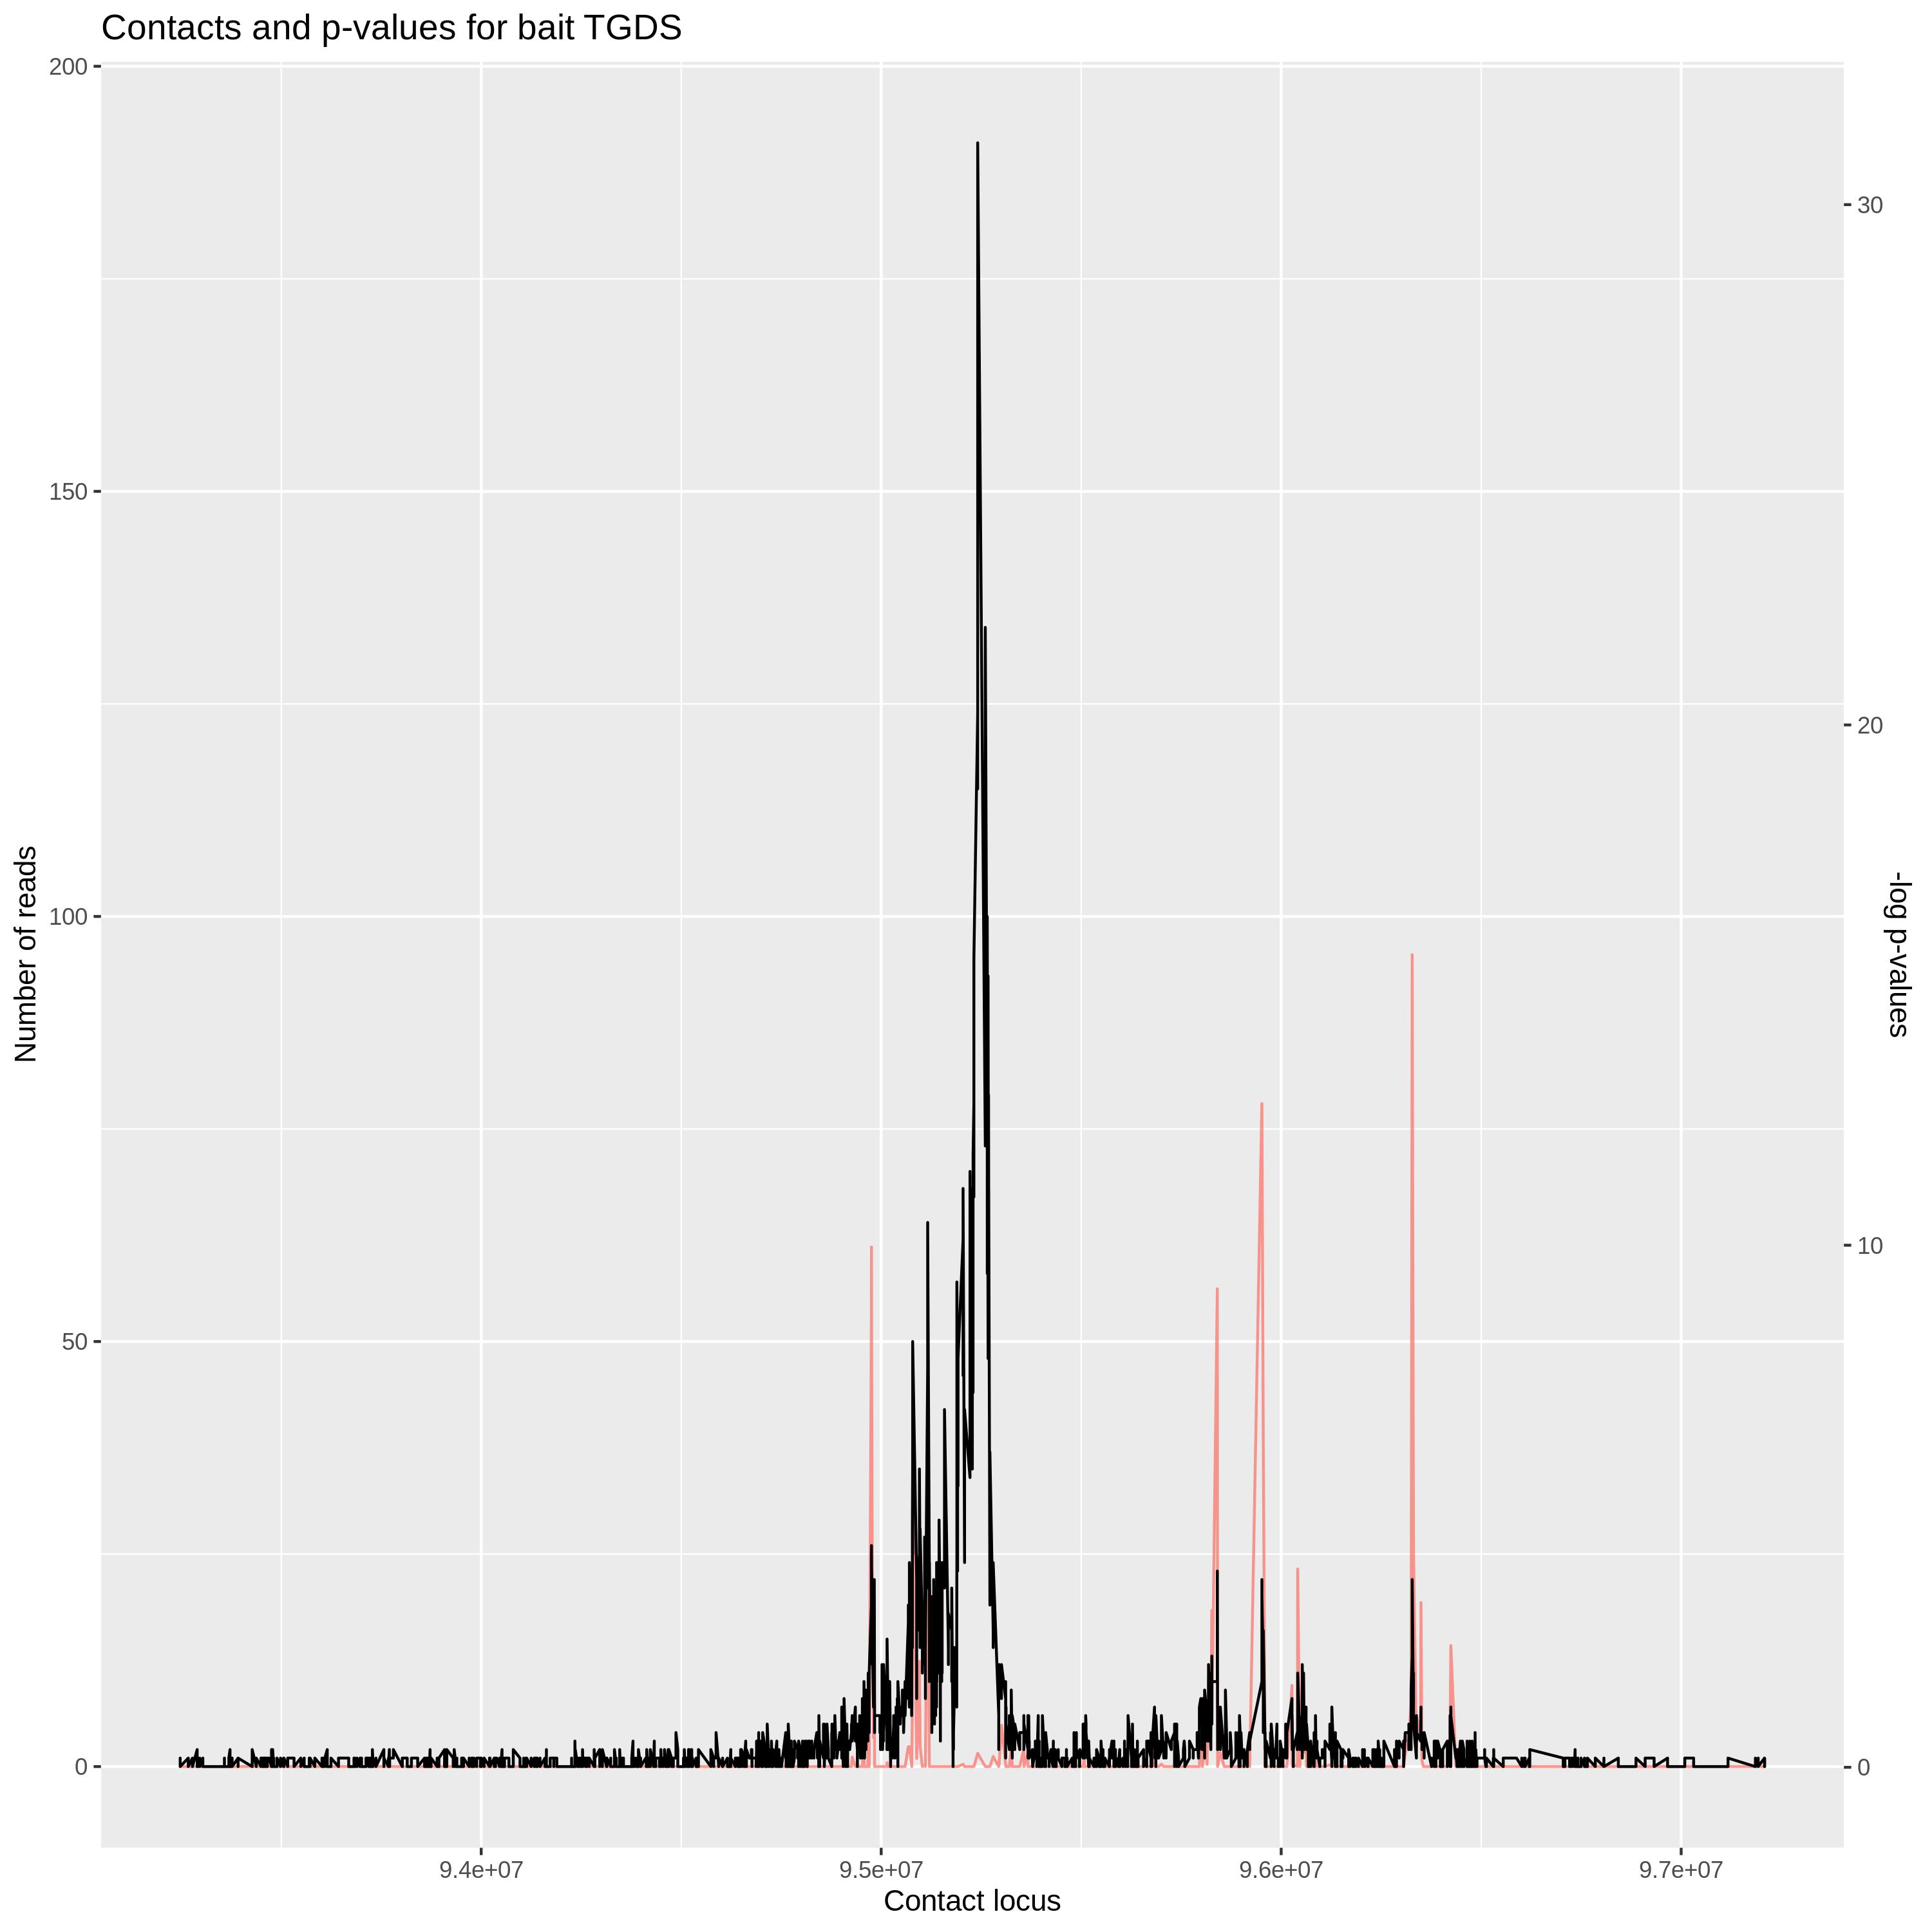 Contacts and p-values for bait TGDS
200
150
100
50
0
Number of reads
30
20
10
0
-log p-values
9.4e+07
9.5e+07
9.6e+07
9.7e+07
Contact locus